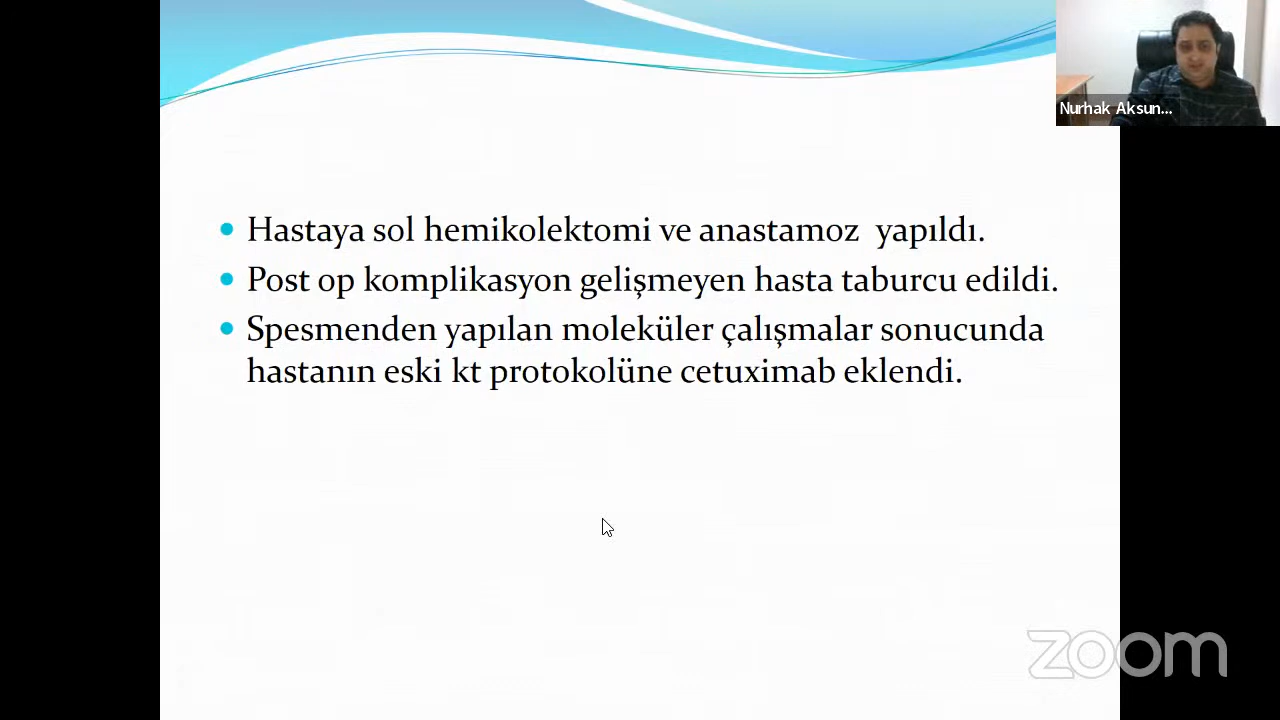 Nurhak Aksun...
• Hastaya sol hemikolektomi ve anastamoz yapıldı.
• Post op komplikasyon gelişmeyen hasta taburcu edildi.
• Spesmenden yapılan moleküler çalışmalar sonucunda
hastanın eski kt protokolüne cetuximab eklendi.
zoom